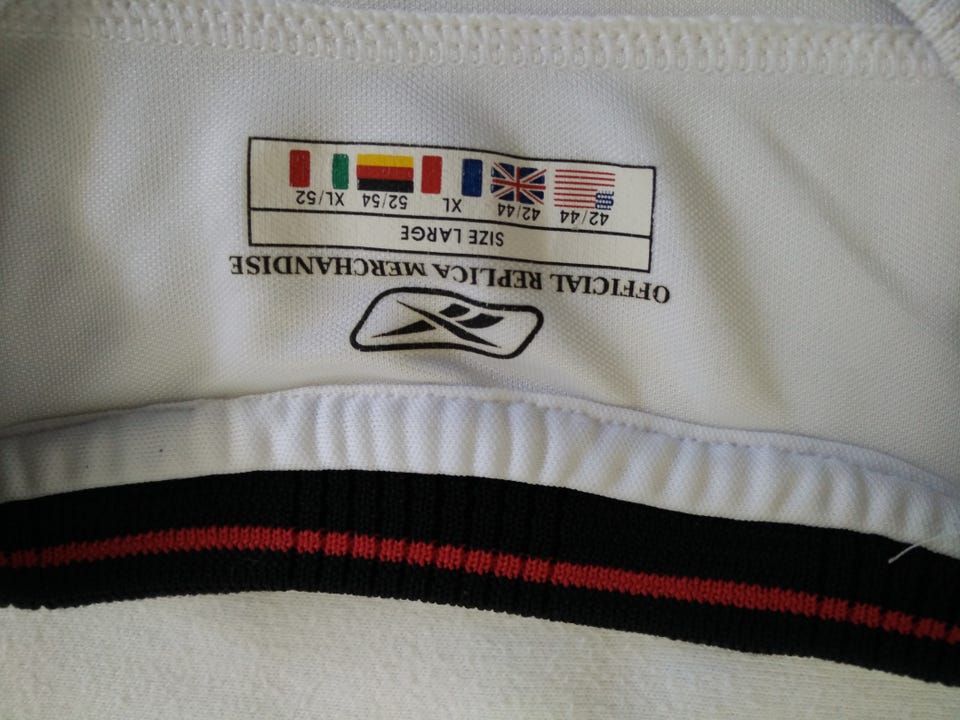 OFFICIAL REPLICA MERCHANDISE
SIZE LARGE
42/44 42/44 XL 52/54 XL/52